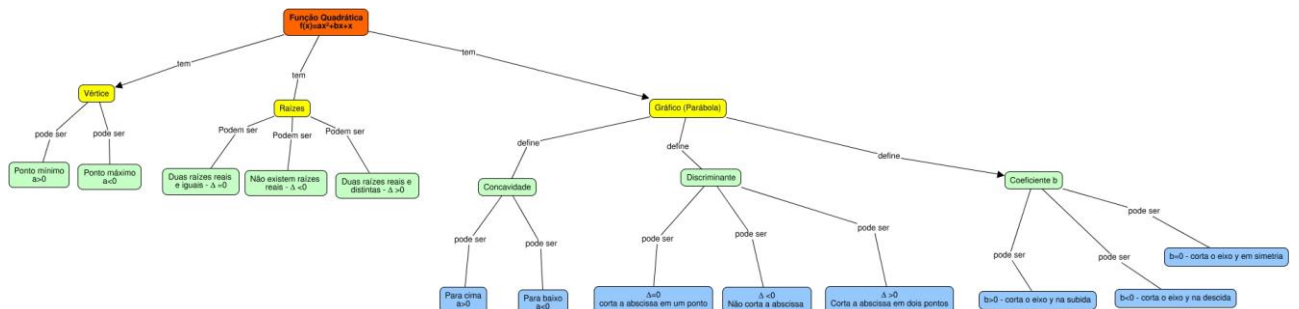 Função Quadrática
f(x)=ax²+bx+x
tem
tem
tem
Vértice
Raízes
Gráfico (Parábola)
pode ser
pode ser
Podem ser
Podem ser
Podem ser
define
define
define
Ponto mínimo
a>0
Ponto máximo
a<0
Duas raízes reais
e iguais - Δ =0
Não existem raízes
reais - Δ <0
Duas raízes reais e
distintas - Δ >0
Concavidade
Discriminante
Coeficiente b
pode ser
pode ser
pode ser
pode ser
pode ser
pode ser
pode ser
pode ser
Para cima
a>0
Para baixo
a<0
Δ=0
corta a abscissa em um ponto
Δ <0
Não corta a abscissa
Δ >0
Corta a abscissa em dois pontos
b>0 - corta o eixo y na subida
b<0 - corta o eixo y na descida
b=0 - corta o eixo y em simetria